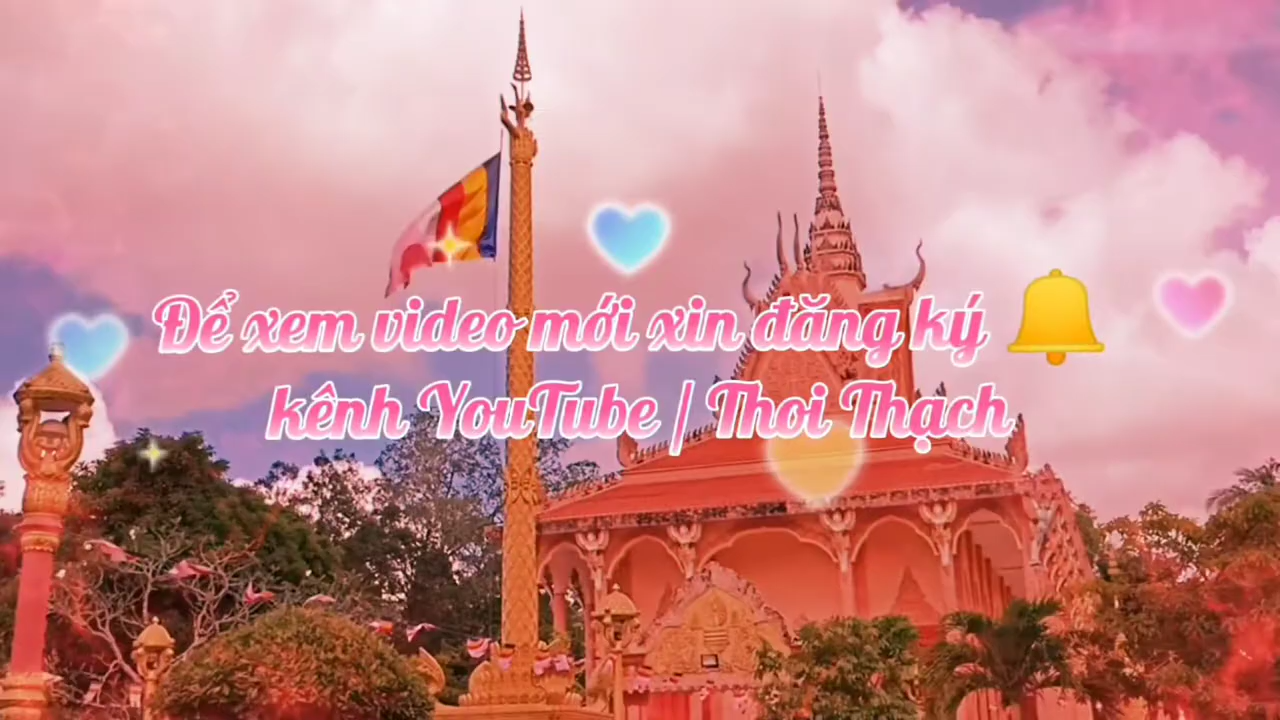 Để xem video mới xin đăng ký 🔔
kênh YouTube / Thoi Thạch